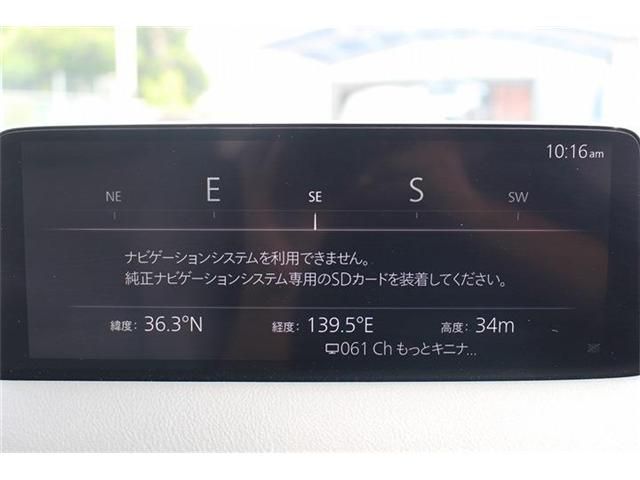 10:16am
NE E SE S SW
ナビゲーションシステムを利用できません。
純正ナビゲーションシステム専用のSDカードを装着してください。
緯度: 36.3°N 経度: 139.5°E 高度: 34m
061 Ch もっとキニナ...